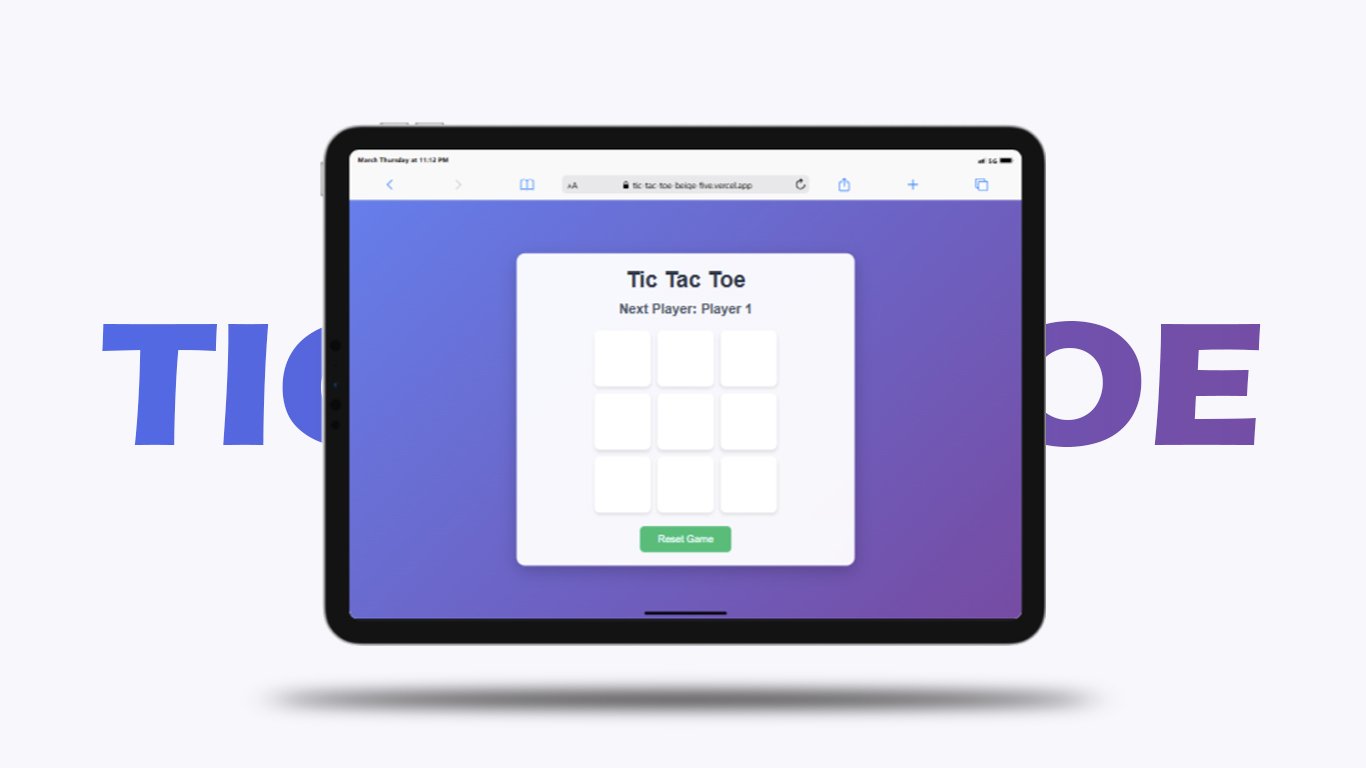 March Thursday at 11:12 PM
5G
AA
tic-tac-toe-beige-five.vercel.app
Tic Tac Toe
Next Player: Player 1
TIC
OE
Reset Game